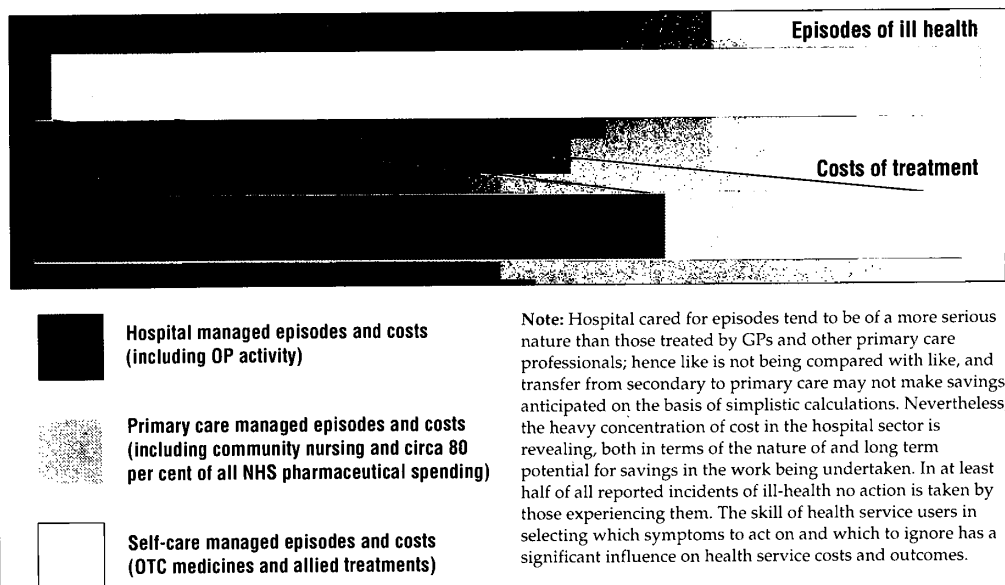 Episodes of ill health
Costs of treatment
Hospital managed episodes and costs
(including OP activity)
Primary care managed episodes and costs
(including community nursing and circa 80
per cent of all NHS pharmaceutical spending)
Self-care managed episodes and costs
(OTC medicines and allied treatments)
Note: Hospital cared for episodes tend to be of a more serious
nature than those treated by GPs and other primary care
professionals; hence like is not being compared with like, and
transfer from secondary to primary care may not make savings
anticipated on the basis of simplistic calculations. Nevertheless
the heavy concentration of cost in the hospital sector is
revealing, both in terms of the nature of and long term
potential for savings in the work being undertaken. In at least
half of all reported incidents of ill-health no action is taken by
those experiencing them. The skill of health service users in
selecting which symptoms to act on and which to ignore has a
significant influence on health service costs and outcomes.